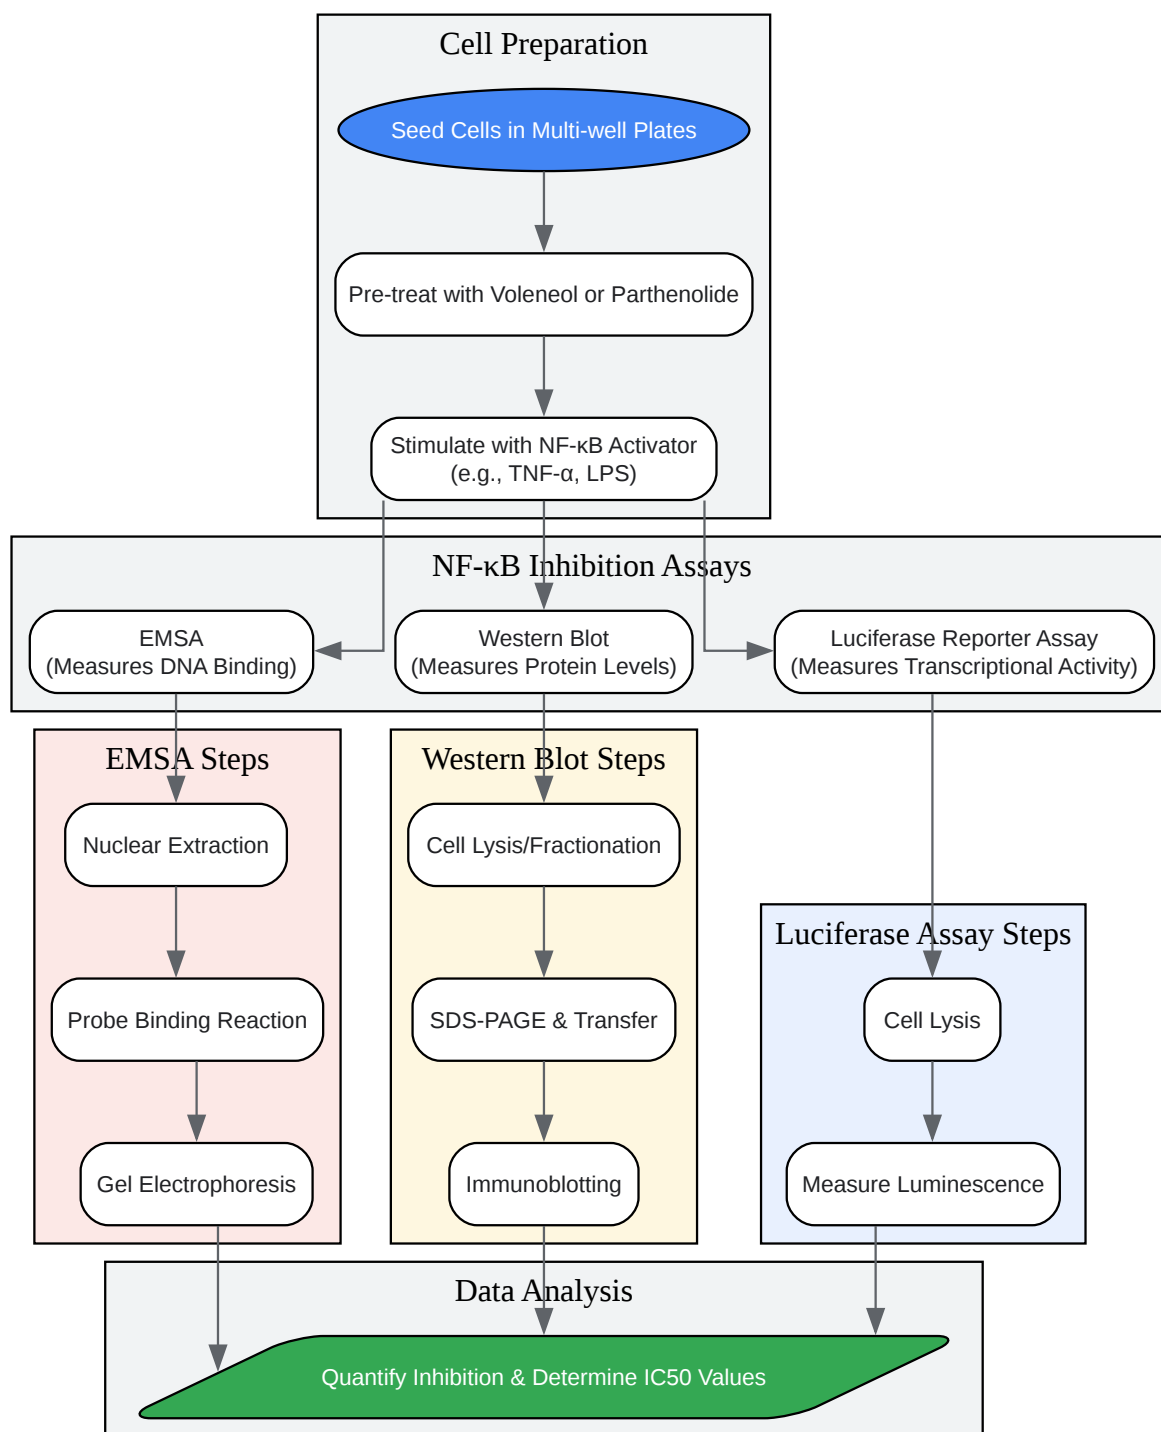 Cell Preparation
Seed Cells in Multi-well Plates
Pre-treat with Voleneol or Parthenolide
Stimulate with NF-κB Activator
(e.g., TNF-α, LPS)
NF-κB Inhibition Assays
EMSA
(Measures DNA Binding)
Western Blot
(Measures Protein Levels)
Luciferase Reporter Assay
(Measures Transcriptional Activity)
EMSA Steps
Nuclear Extraction
Probe Binding Reaction
Gel Electrophoresis
Western Blot Steps
Cell Lysis/Fractionation
SDS-PAGE & Transfer
Immunoblotting
Luciferase Assay Steps
Cell Lysis
Measure Luminescence
Data Analysis
Quantify Inhibition & Determine IC50 Values